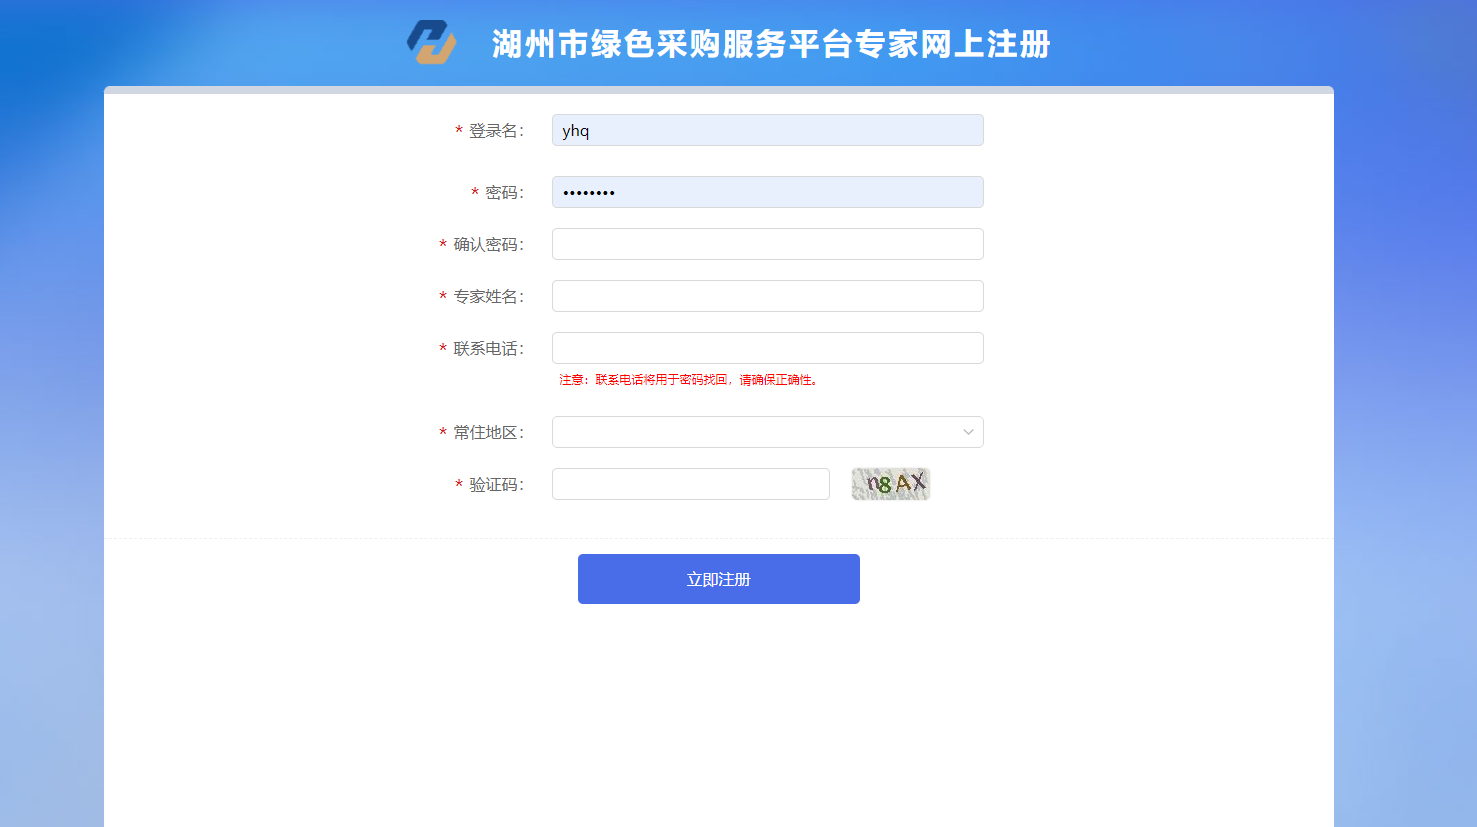 湖州市绿色采购服务平台专家网上注册
* 登录名： yhq
* 密码： ••••••••
* 确认密码：
* 专家姓名：
* 联系电话：
注意：联系电话将用于密码找回，请确保正确性。
* 常住地区：
* 验证码： n8AX
立即注册